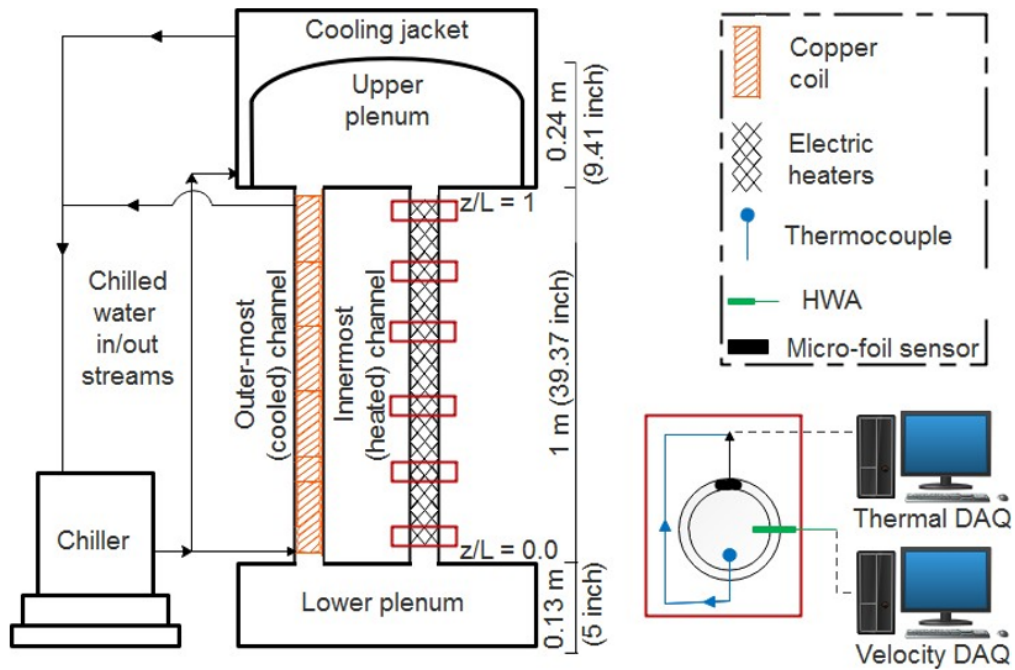 Cooling jacket
Upper
plenum
0.24 m
(9.41 inch)
z/L = 1
Chilled
water
in/out
streams
Outer-most
(cooled) channel
Innermost
(heated) channel
1 m (39.37 inch)
z/L = 0.0
Chiller
Lower plenum
0.13 m
(5 inch)
Copper
coil
Electric
heaters
Thermocouple
HWA
Micro-foil sensor
Thermal DAQ
Velocity DAQ